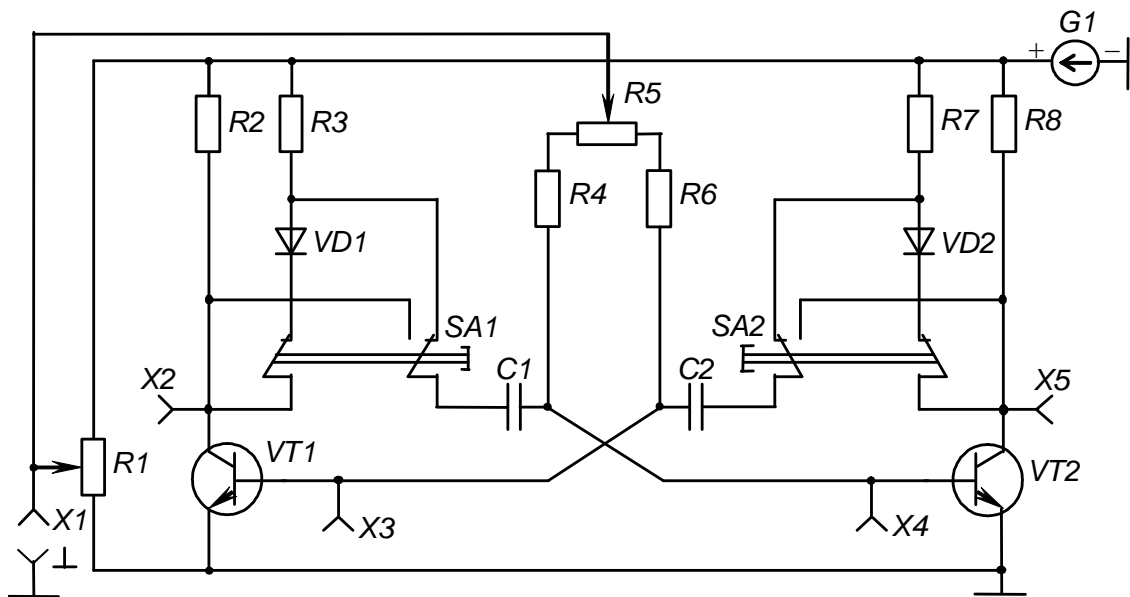 G1
+ −
R5
R2
R3
R7
R8
R4
R6
VD1
VD2
SA1
SA2
X2
C1
C2
X5
R1
VT1
VT2
X1
X3
X4
⊥